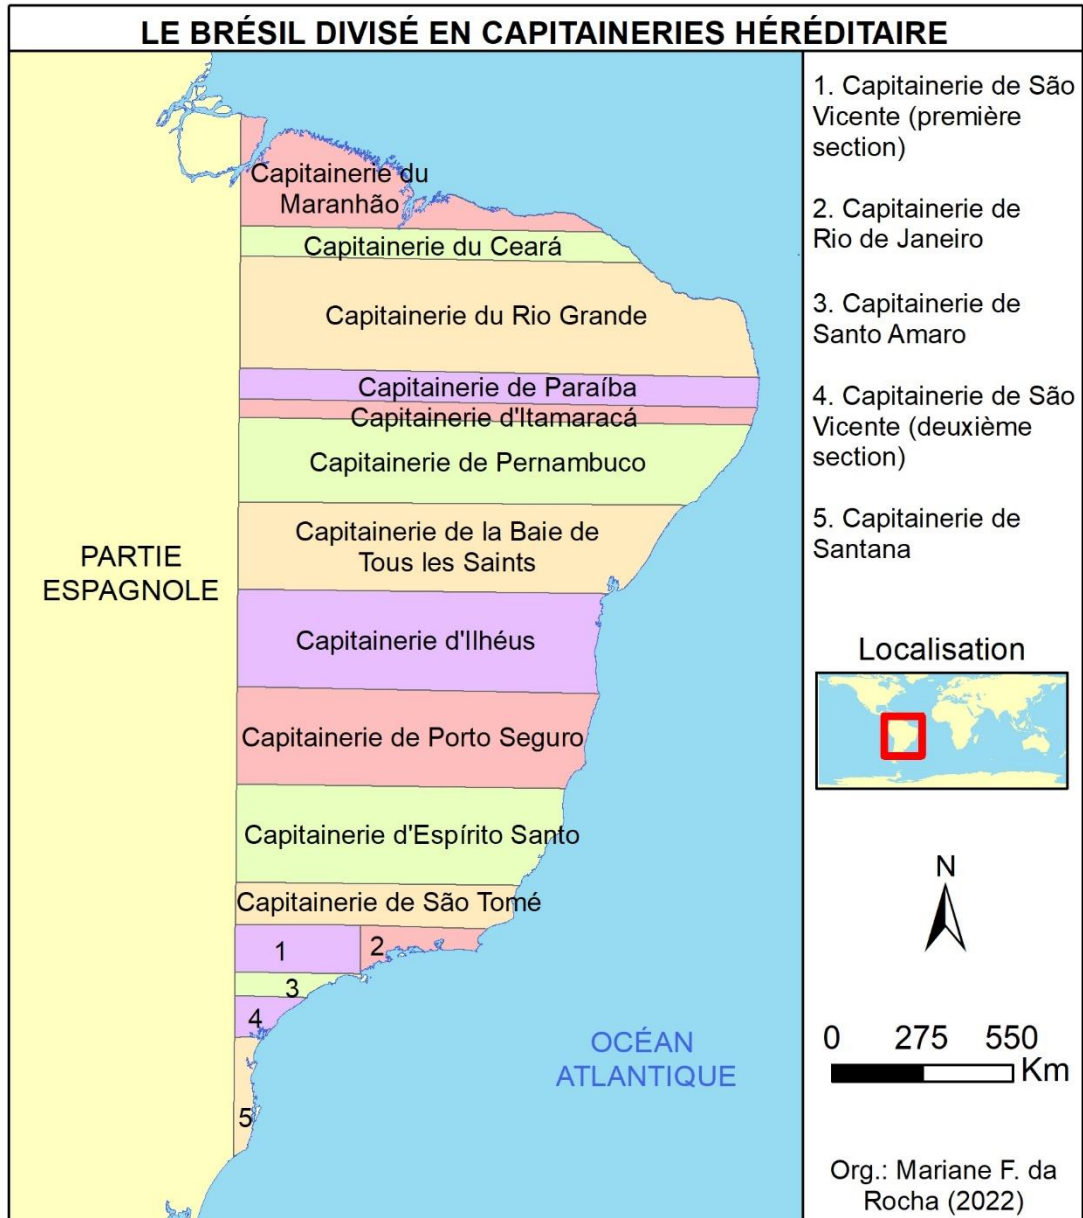 LE BRÉSIL DIVISÉ EN CAPITAINERIES HÉRÉDITAIRE
Capitainerie du
Maranhão
Capitainerie du Ceará
Capitainerie du Rio Grande
Capitainerie de Paraíba
Capitainerie d'Itamaracá
Capitainerie de Pernambuco
Capitainerie de la Baie de
Tous les Saints
PARTIE
ESPAGNOLE
Capitainerie d'Ilhéus
Capitainerie de Porto Seguro
Capitainerie d'Espírito Santo
Capitainerie de São Tomé
1
2
3
4
5
OCÉAN
ATLANTIQUE
1. Capitainerie de São
Vicente (première
section)
2. Capitainerie de
Rio de Janeiro
3. Capitainerie de
Santo Amaro
4. Capitainerie de São
Vicente (deuxième
section)
5. Capitainerie de
Santana
Localisation
N
0 275 550
Km
Org.: Mariane F. da
Rocha (2022)